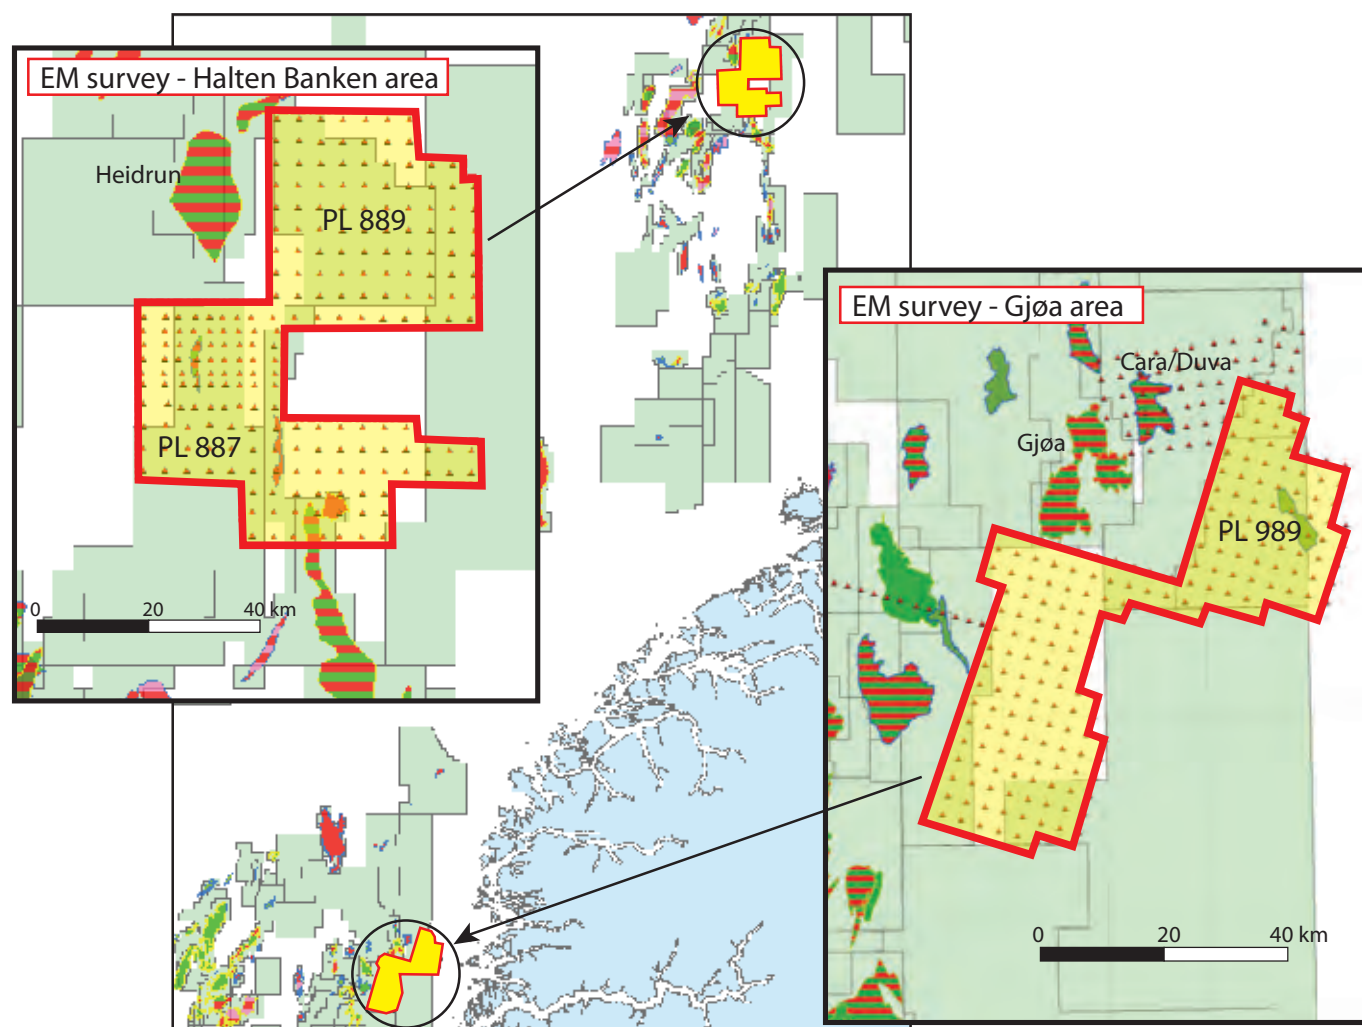 EM survey - Halten Banken area
Heidrun
PL 889
PL 887
0 20 40 km
EM survey - Gjøa area
Cara/Duva
Gjøa
PL 989
0 20 40 km